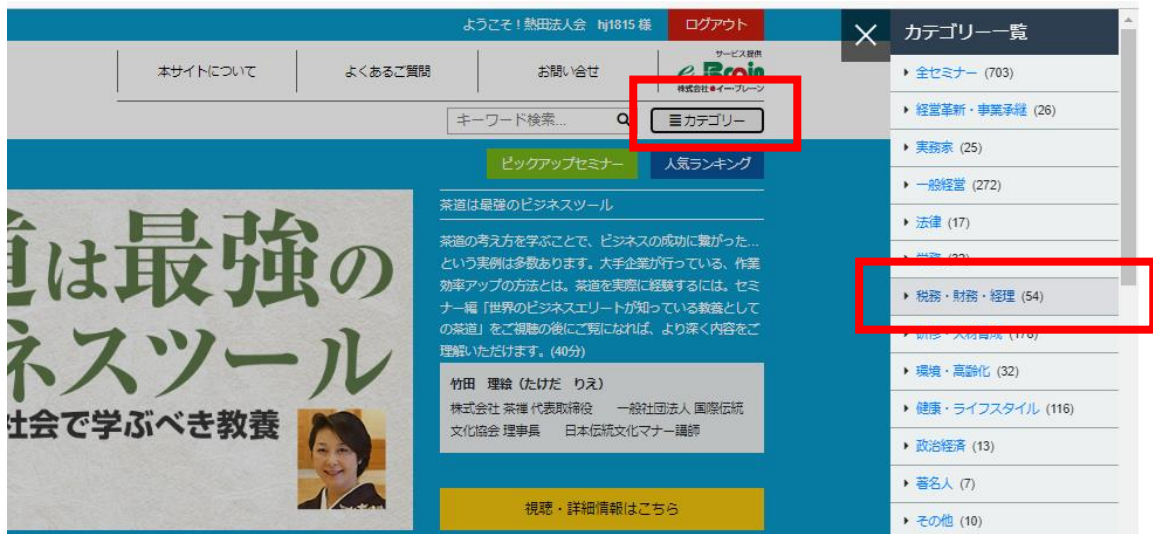 ようこそ！熱田法人会 hj1815 様
ログアウト
本サイトについて
よくあるご質問
お問い合せ
サービス提供
e Brain
株式会社 イー・ブレーン
キーワード検索...
カテゴリー
ピックアップセミナー
人気ランキング
道は最強の
ネスツール
社会で学ぶべき教養
茶道は最強のビジネスツール
茶道の考え方を学ぶことで、ビジネスの成功に繋がった…
という実例は多数あります。大手企業が行っている、作業
効率アップの方法とは。茶道を実際に経験するには。セミ
ナー編「世界のビジネスエリートが知っている教養として
の茶道」をご視聴の後にご覧になれば、より深く内容をご
理解いただけます。(40分)
竹田 理絵（たけだ りえ）
株式会社 茶禅 代表取締役 一般社団法人 国際伝統
文化協会 理事長 日本伝統文化マナー講師
視聴・詳細情報はこちら
カテゴリー一覧
全セミナー (703)
経営革新・事業承継 (26)
実務家 (25)
一般経営 (272)
法律 (17)
労務 (32)
税務・財務・経理 (54)
研修・人材育成 (178)
環境・高齢化 (32)
健康・ライフスタイル (116)
政治経済 (13)
著名人 (7)
その他 (10)